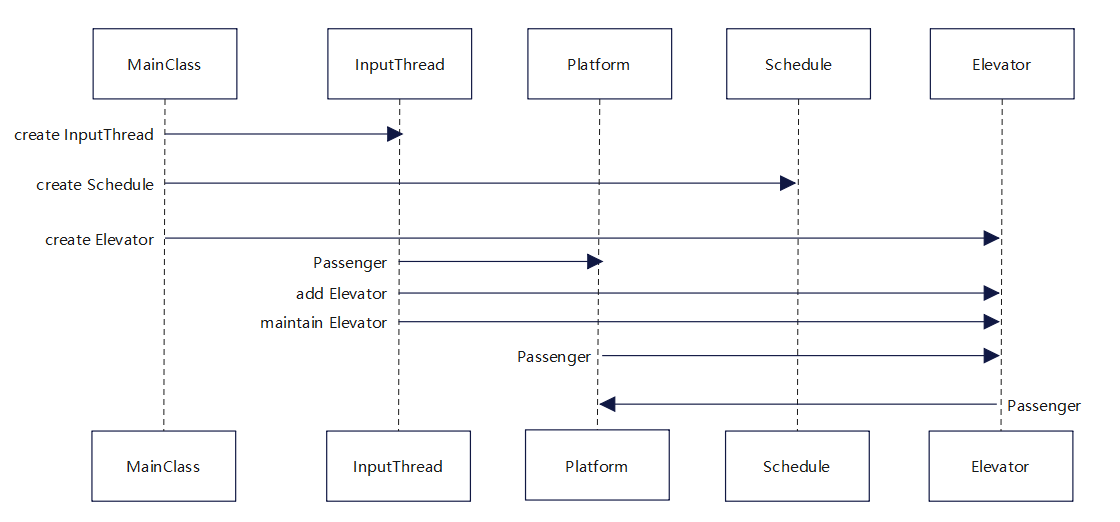 MainClass
InputThread
Platform
Schedule
Elevator
create InputThread
create Schedule
create Elevator
Passenger
add Elevator
maintain Elevator
Passenger
Passenger
MainClass
InputThread
Platform
Schedule
Elevator